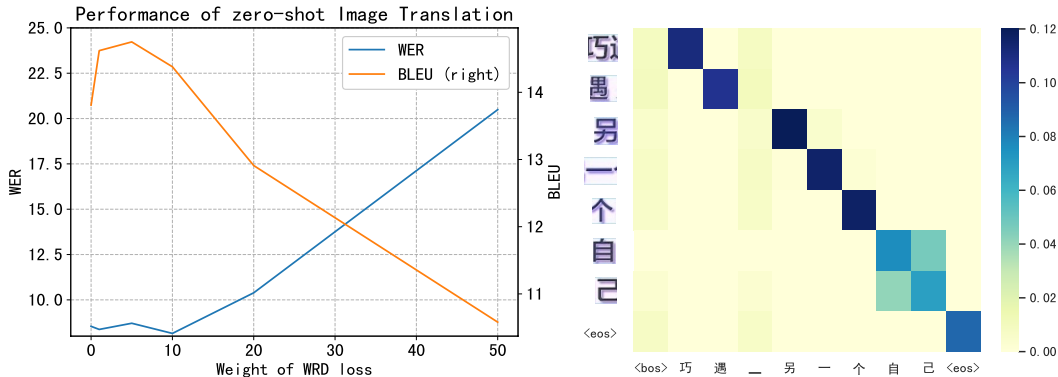 Performance of zero-shot Image Translation
25.0
22.5
20.0
17.5
15.0
12.5
10.0
WER
WER
BLEU (right)
14
13
12
11
BLEU
0
10
20
30
40
50
Weight of WRD loss
巧
遇
另
一
个
自
己
<eos>
<bos> 巧 遇 _ 另 一 个 自 己 <eos>
0.12
0.10
0.08
0.06
0.04
0.02
0.00